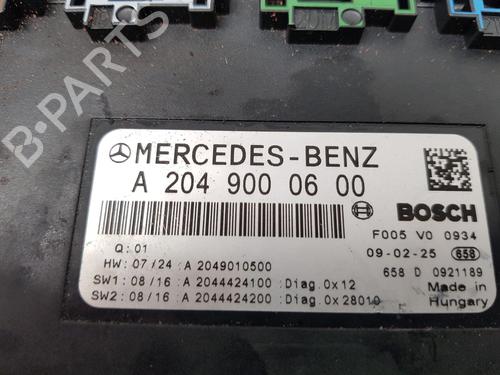 B-PARTS
MERCEDES-BENZ
A 204 900 06 00
BOSCH
F005 V0 0934
Q: 01
09-02-25 658
HW: 07/24 : A 2049010500
658 D 0921189
SW1: 08/16 : A 2044424100 : Diag.0x12
Made in
SW2: 08/16 : A 2044424200 : Diag.0x28010
Hungary